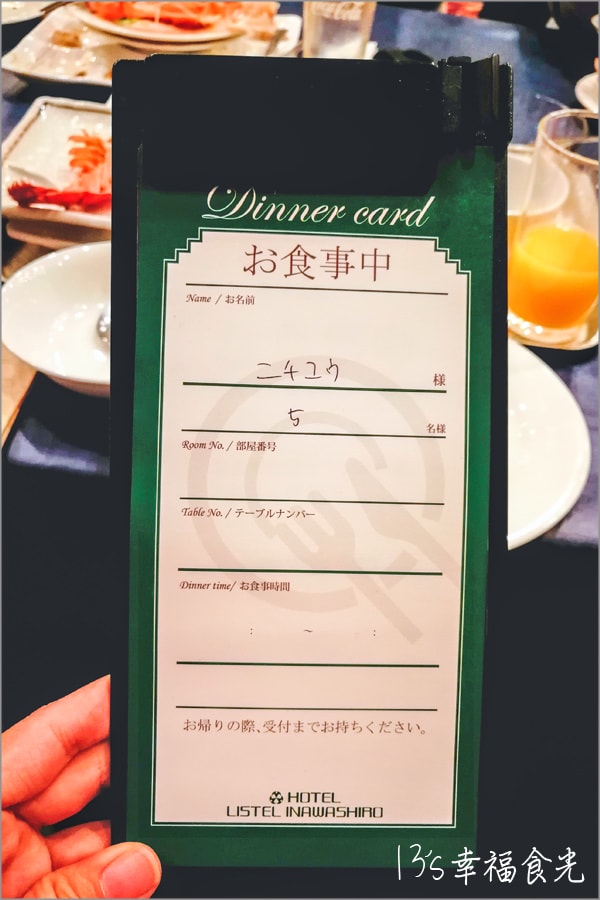 Dinner card
お食事中
Name / お名前
ニチユウ 様
5 名様
Room No. / 部屋番号
Table No. / テーブルナンバー
Dinner time/ お食事時間
: ～ :
お帰りの際、受付までお持ちください。
HOTEL
LISTEL INAWASHIRO
13's幸福食光